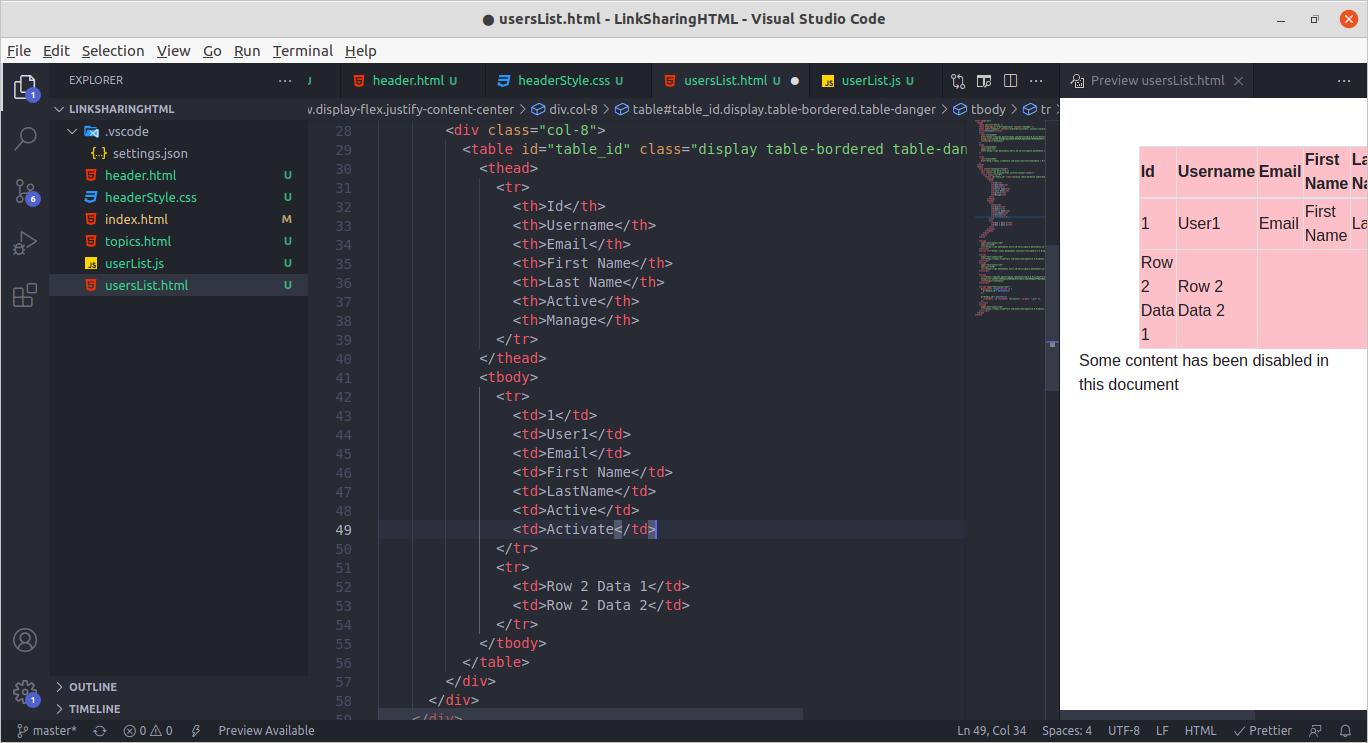 ● usersList.html - LinkSharingHTML - Visual Studio Code
File Edit Selection View Go Run Terminal Help
EXPLORER
LINKSHARINGHTML
.vscode
settings.json
header.html U
headerStyle.css U
index.html M
topics.html U
userList.js U
usersList.html U
OUTLINE
TIMELINE
1
6
1
header.html U headerStyle.css U usersList.html U userList.js U
.display-flex.justify-content-center > div.col-8 > table#table_id.display.table-bordered.table-danger > tbody > tr >
28 <div class="col-8">
29 <table id="table_id" class="display table-bordered table-dan
30 <thead>
31 <tr>
32 <th>Id</th>
33 <th>Username</th>
34 <th>Email</th>
35 <th>First Name</th>
36 <th>Last Name</th>
37 <th>Active</th>
38 <th>Manage</th>
39 </tr>
40 </thead>
41 <tbody>
42 <tr>
43 <td>1</td>
44 <td>User1</td>
45 <td>Email</td>
46 <td>First Name</td>
47 <td>LastName</td>
48 <td>Active</td>
49 <td>Activate</td>
50 </tr>
51 <tr>
52 <td>Row 2 Data 1</td>
53 <td>Row 2 Data 2</td>
54 </tr>
55 </tbody>
56 </table>
57 </div>
58 </div>
59 </div>
Preview usersList.html
Id Username Email First Name La Na
1 User1 Email First Name La
Row 2 Data 1 Row 2 Data 2
Some content has been disabled in
this document
master* 0 0 Preview Available Ln 49, Col 34 Spaces: 4 UTF-8 LF HTML Prettier